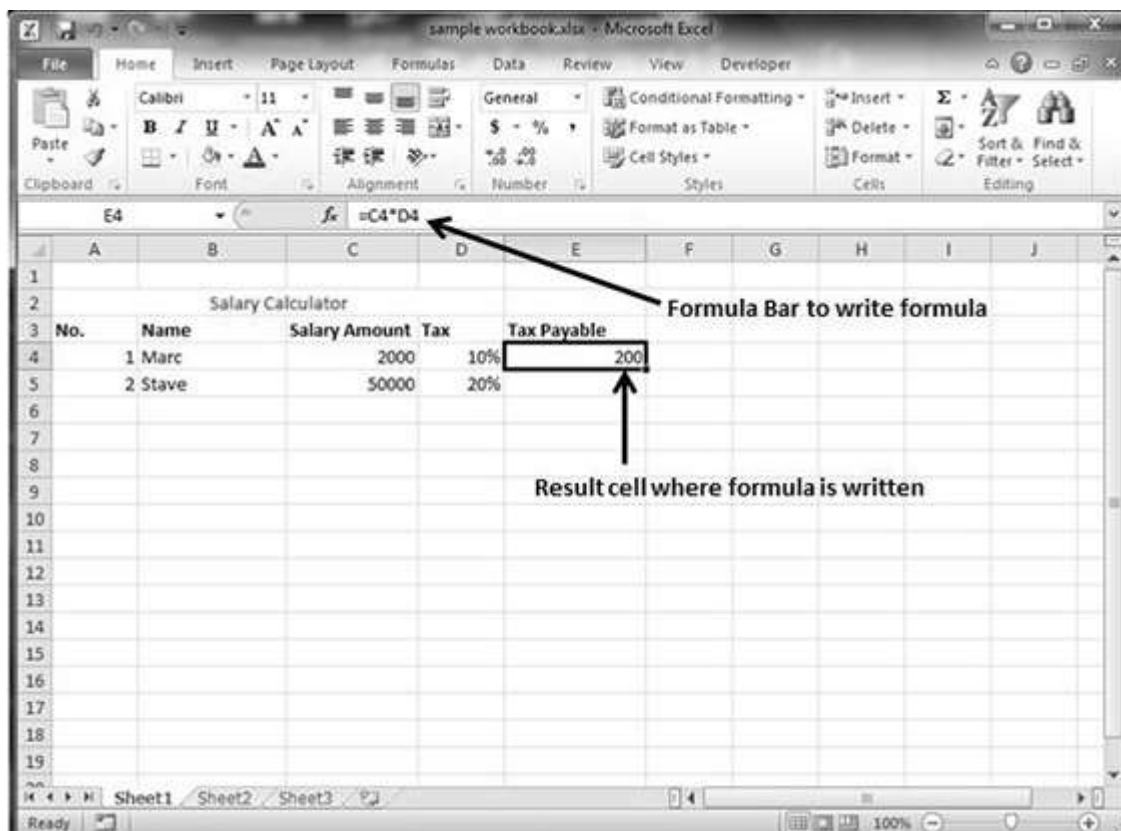 sample workbook.xlsx - Microsoft Excel
File Home Insert Page Layout Formulas Data Review View Developer
Paste
Calibri 11
B I U A A
A
General
$ % ,
Conditional Formatting
Format as Table
Cell Styles
Insert
Delete
Format
Σ
Sort & Filter
Find & Select
Clipboard Font Alignment Number Styles Cells Editing
E4 fx =C4*D4
A B C D E F G H I J
1
2 Salary Calculator
Formula Bar to write formula
3 No. Name Salary Amount Tax Tax Payable
4 1 Marc 2000 10% 200
5 2 Stave 50000 20%
6
7
8
9
Result cell where formula is written
10
11
12
13
14
15
16
17
18
19
Sheet1 Sheet2 Sheet3
Ready 100%